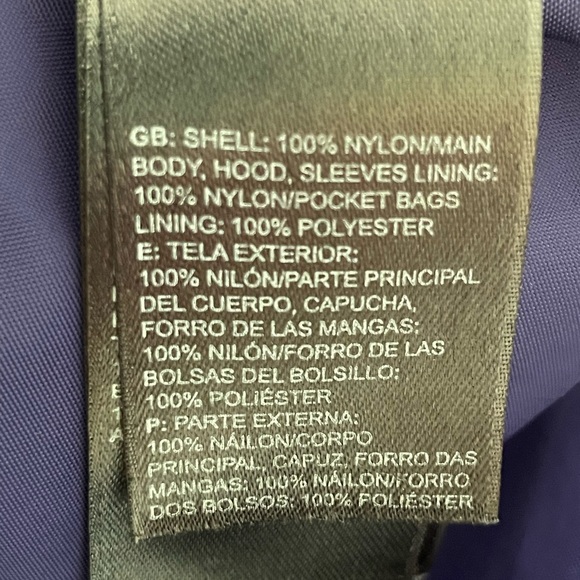 GB: SHELL: 100% NYLON/MAIN
BODY, HOOD, SLEEVES LINING:
100% NYLON/POCKET BAGS
LINING: 100% POLYESTER
E: TELA EXTERIOR:
100% NILÓN/PARTE PRINCIPAL
DEL CUERPO, CAPUCHA,
FORRO DE LAS MANGAS:
100% NILÓN/FORRO DE LAS
BOLSAS DEL BOLSILLO:
100% POLIÉSTER
P: PARTE EXTERNA:
100% NÁILON/CORPO
PRINCIPAL, CAPUZ, FORRO DAS
MANGAS: 100% NÁILON/FORRO
DOS BOLSOS: 100% POLIÉSTER